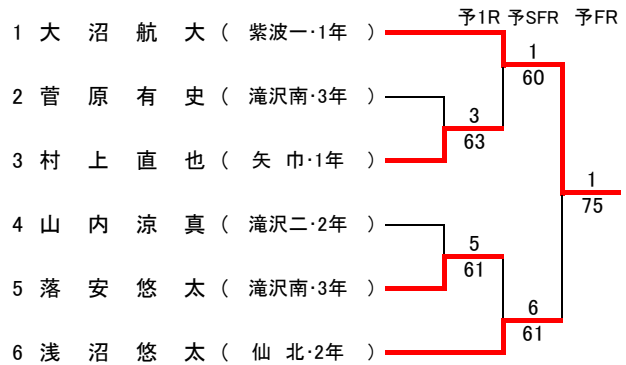 予1R 予SFR 予FR
1 大沼航大 ( 紫波一・1年 )
1
60
2 菅原有史 ( 滝沢南・3年 )
3
63
3 村上直也 ( 矢巾・1年 )
1
75
4 山内涼真 ( 滝沢二・2年 )
5
61
5 落安悠太 ( 滝沢南・3年 )
6
61
6 浅沼悠太 ( 仙北・2年 )